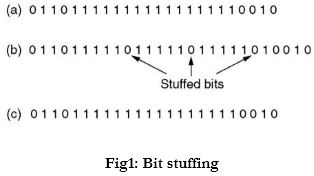 (a) 0 1 1 0 1 1 1 1 1 1 1 1 1 1 1 1 1 1 1 1 0 0 1 0
(b) 0 1 1 0 1 1 1 1 1 0 1 1 1 1 1 0 1 1 1 1 1 0 1 0 0 1 0
Stuffed bits
(c) 0 1 1 0 1 1 1 1 1 1 1 1 1 1 1 1 1 1 1 1 0 0 1 0
Fig1: Bit stuffing